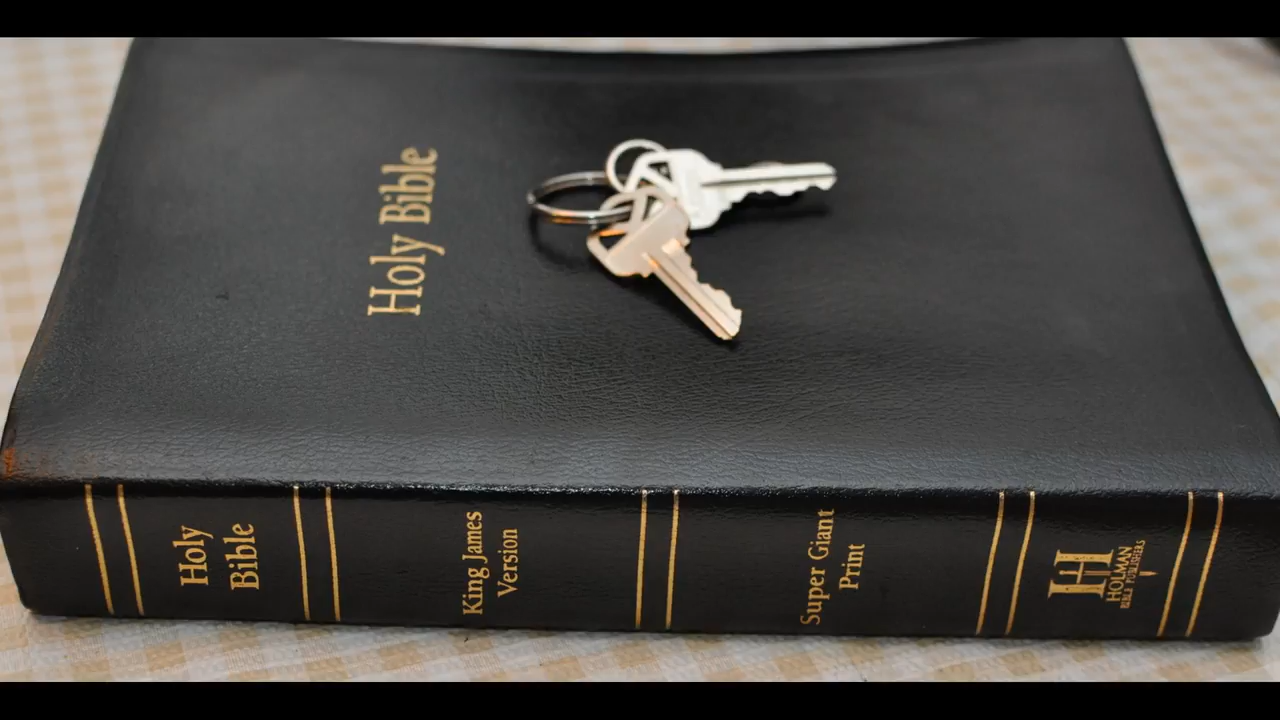 Holy Bible
Holy
Bible
King James
Version
Super Giant
Print
HOLMAN
BIBLE PUBLISHERS